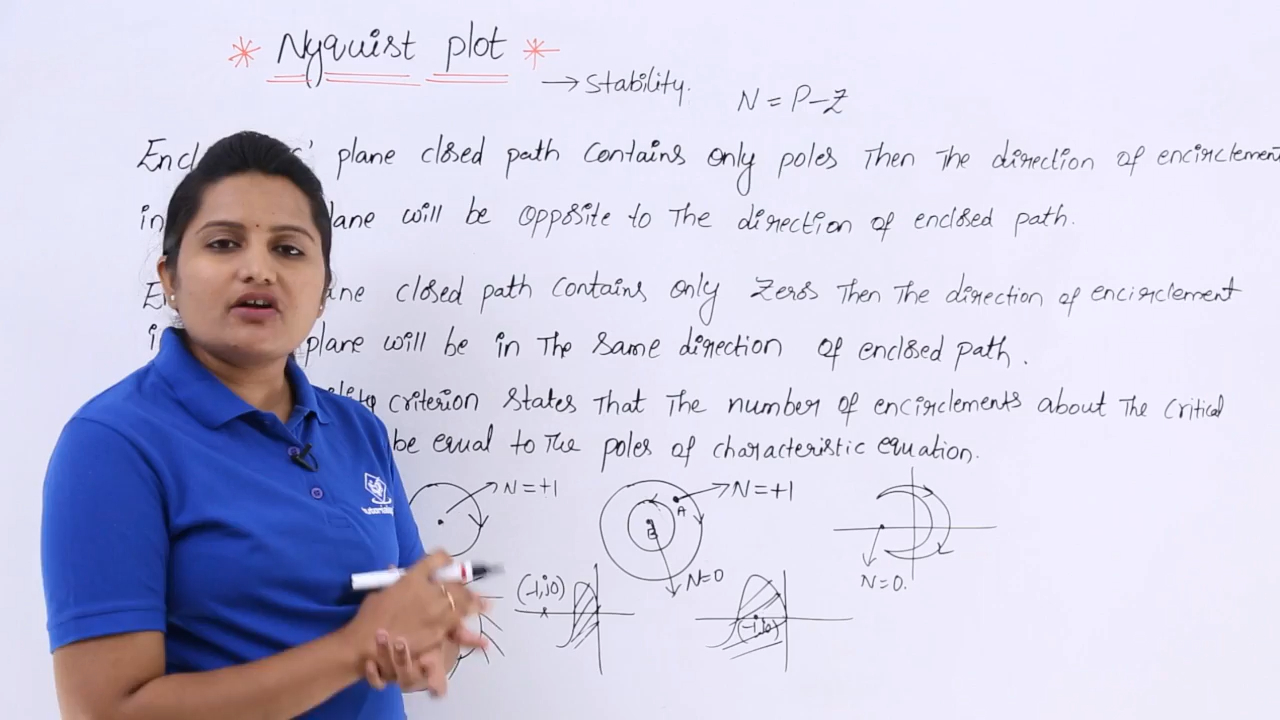 * Nyquist plot *
→ Stability.
N = P - Z
plane closed path contains only poles Then The direction of encirclement
in will be opposite to The direction of enclosed path.
closed path contains only zeros Then The direction of encirclement
plane will be in The same direction of enclosed path.
criterion states That The number of encirclements about The critical
be equal to The poles of characteristic equation.
N=+1
A
N=+1
B
N=0
N=0.
(-1,j0)
(-1,j0)